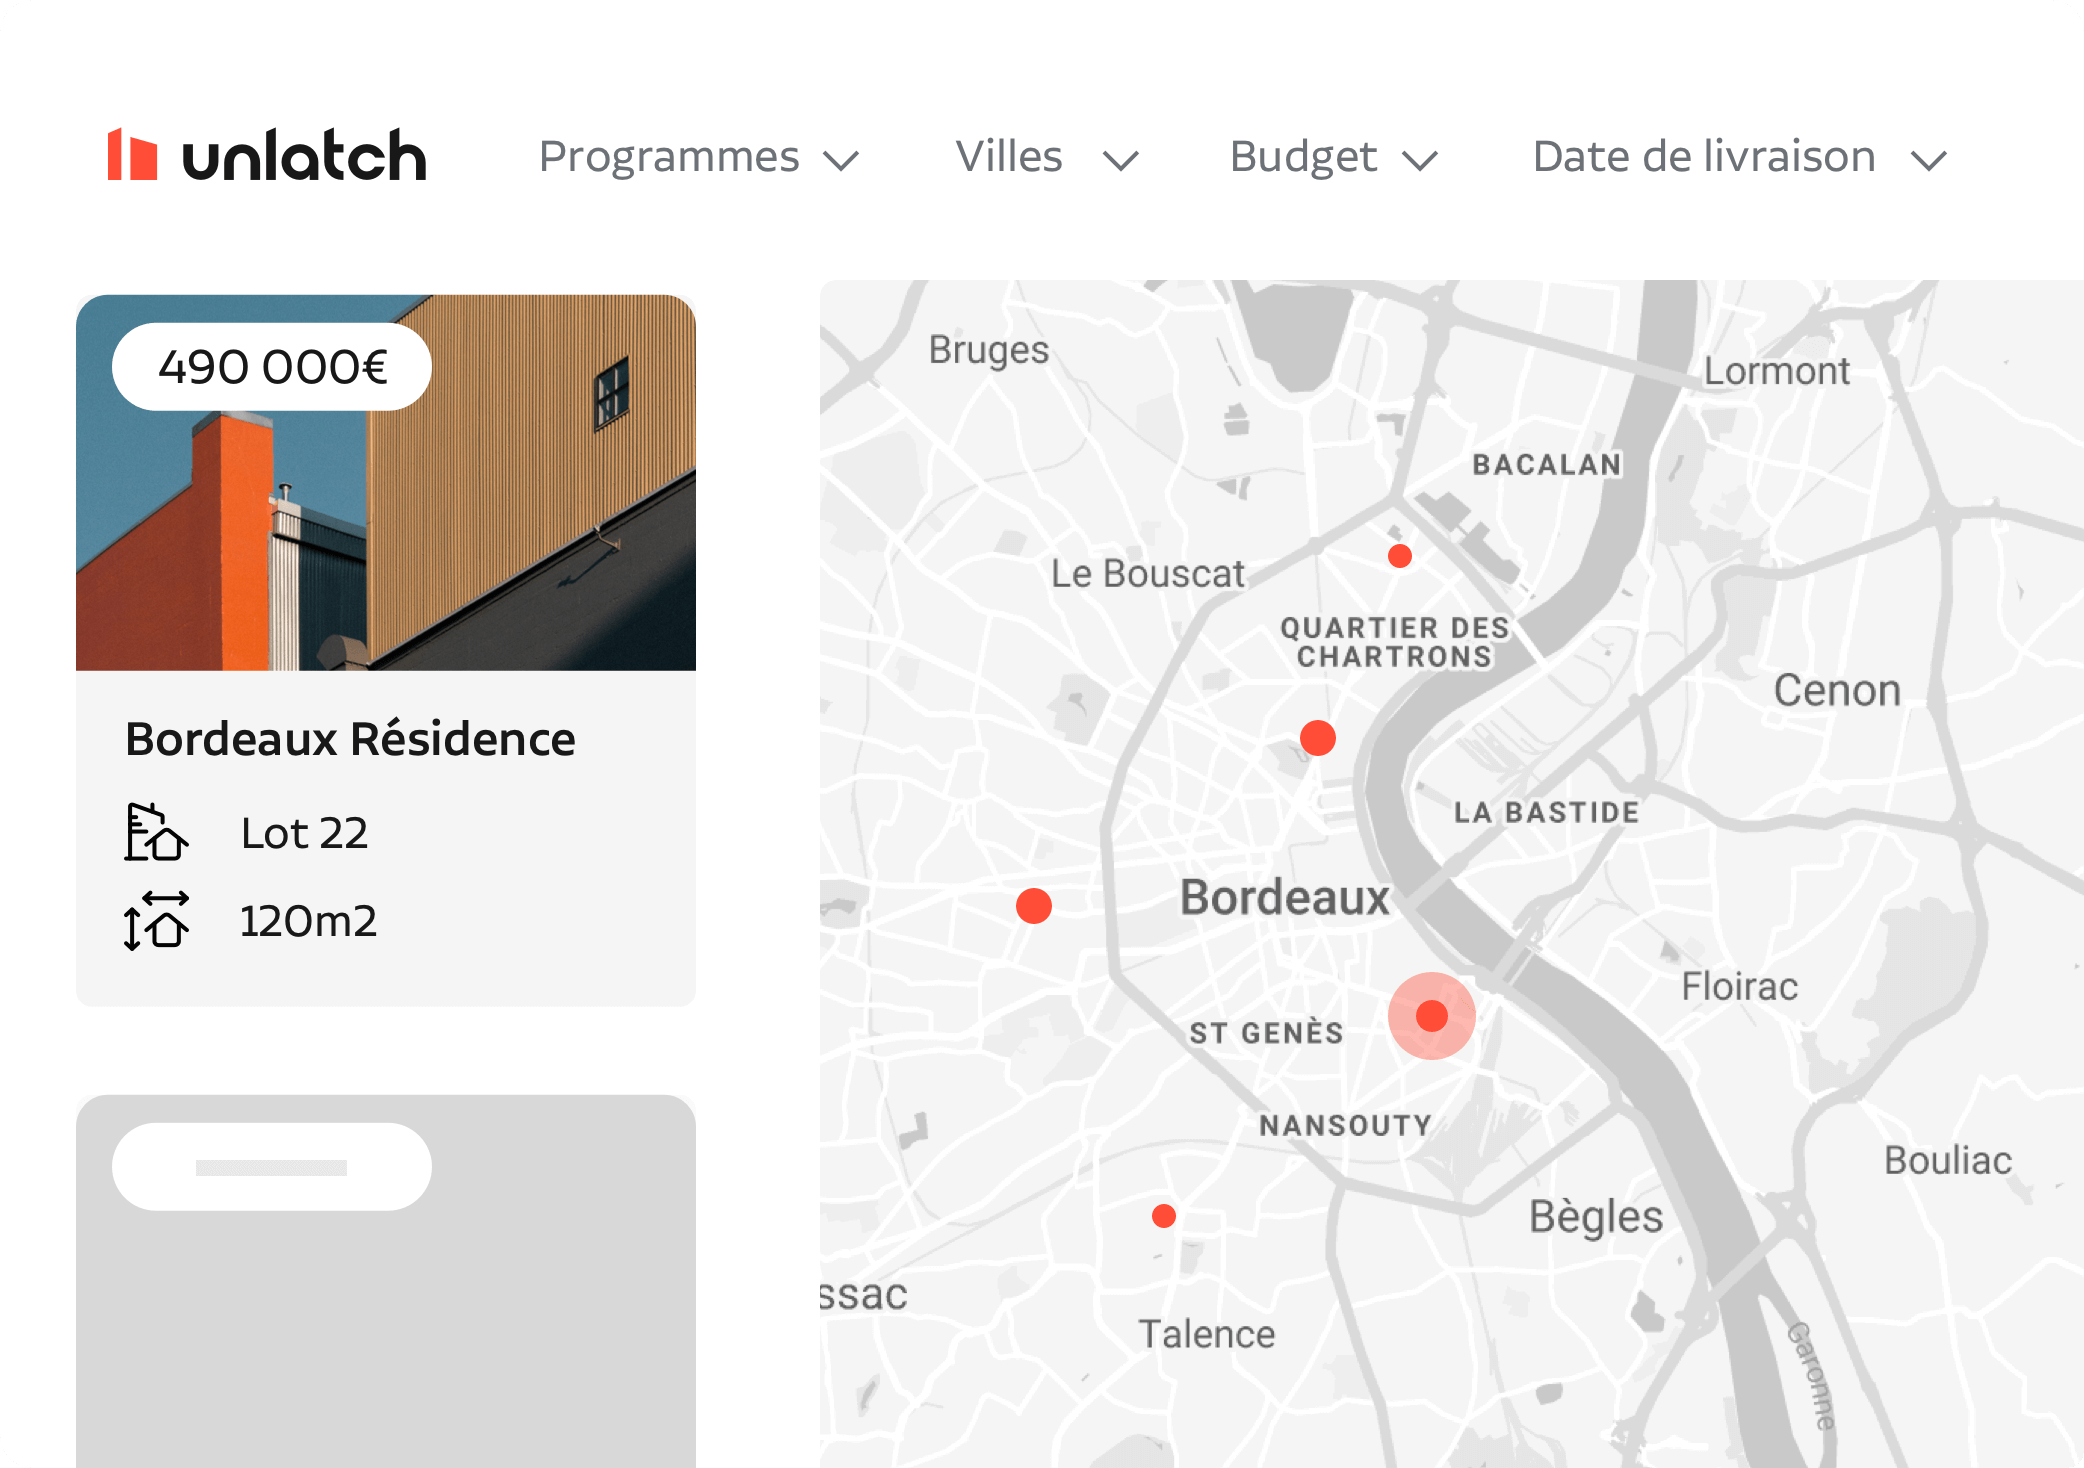 unlatch
Programmes
Villes
Budget
Date de livraison
490 000€
Bordeaux Résidence
Lot 22
120m2
Bruges
Lormont
BACALAN
Le Bouscat
QUARTIER DES
CHARTRONS
Cenon
LA BASTIDE
Bordeaux
Floirac
ST GENÈS
NANSOUTY
Bouliac
Bègles
ssac
Talence
Garonne